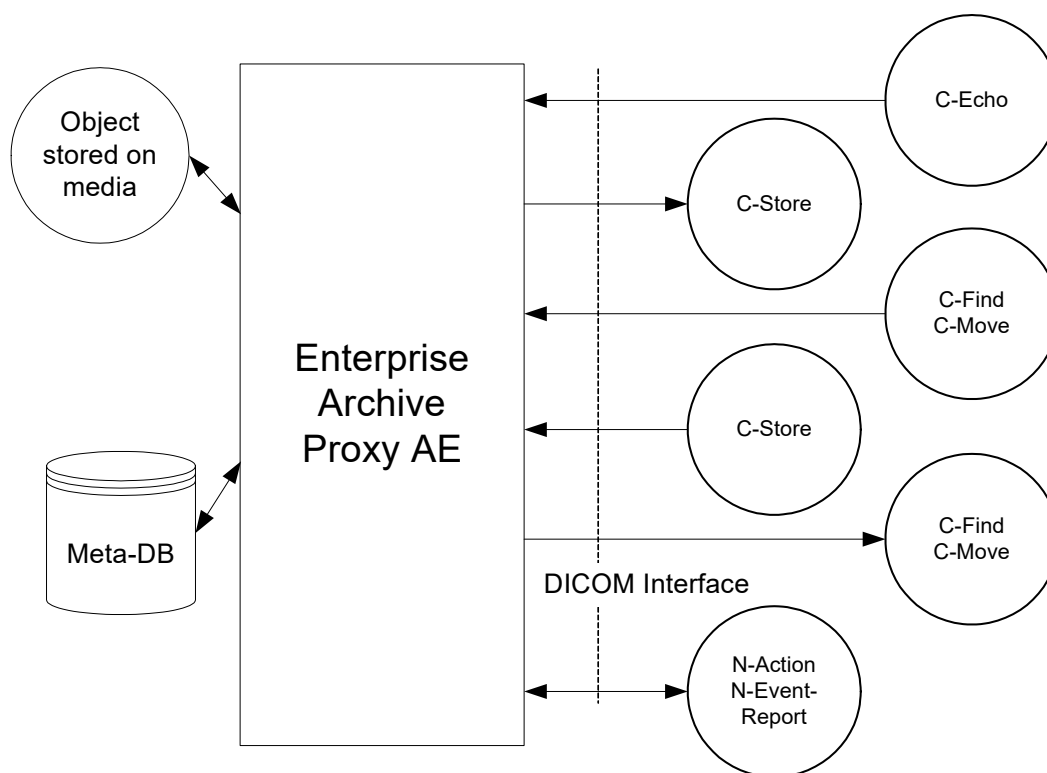 Object
stored on
media
Meta-DB
Enterprise
Archive
Proxy AE
C-Echo
C-Store
C-Find
C-Move
C-Store
C-Find
C-Move
DICOM Interface
N-Action
N-Event-
Report